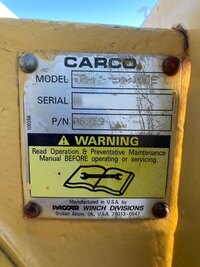 CARCO
MODEL
SERIAL
P/N
WARNING
Read Operation & Preventative Maintenance
Manual BEFORE operating or servicing.
MANUFACTURED BY
PACCAR WINCH DIVISIONS
Broken Arrow, Ok., U.S.A. 74013-0547